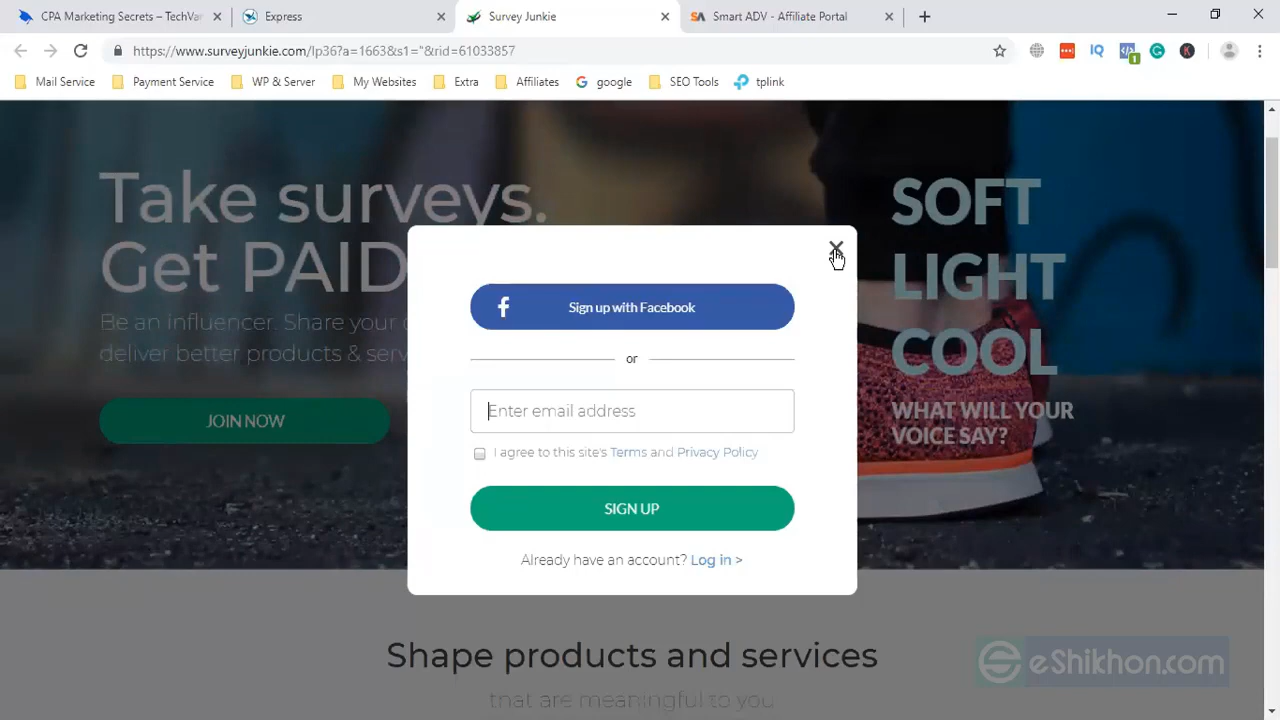 CPA Marketing Secrets – TechVar
Express
Survey Junkie
Smart ADV - Affiliate Portal
https://www.surveyjunkie.com/lp36?a=1663&s1="&rid=61033857
Mail Service
Payment Service
WP & Server
My Websites
Extra
Affiliates
google
SEO Tools
tplink
Take surveys.
Get PAID
Be an influencer. Share your
deliver better products & serv
JOIN NOW
SOFT
LIGHT
COOL
WHAT WILL YOUR
VOICE SAY?
Sign up with Facebook
or
Enter email address
I agree to this site's Terms and Privacy Policy
SIGN UP
Already have an account? Log in >
Shape products and services
that are meaningful to you
eShikhon.com